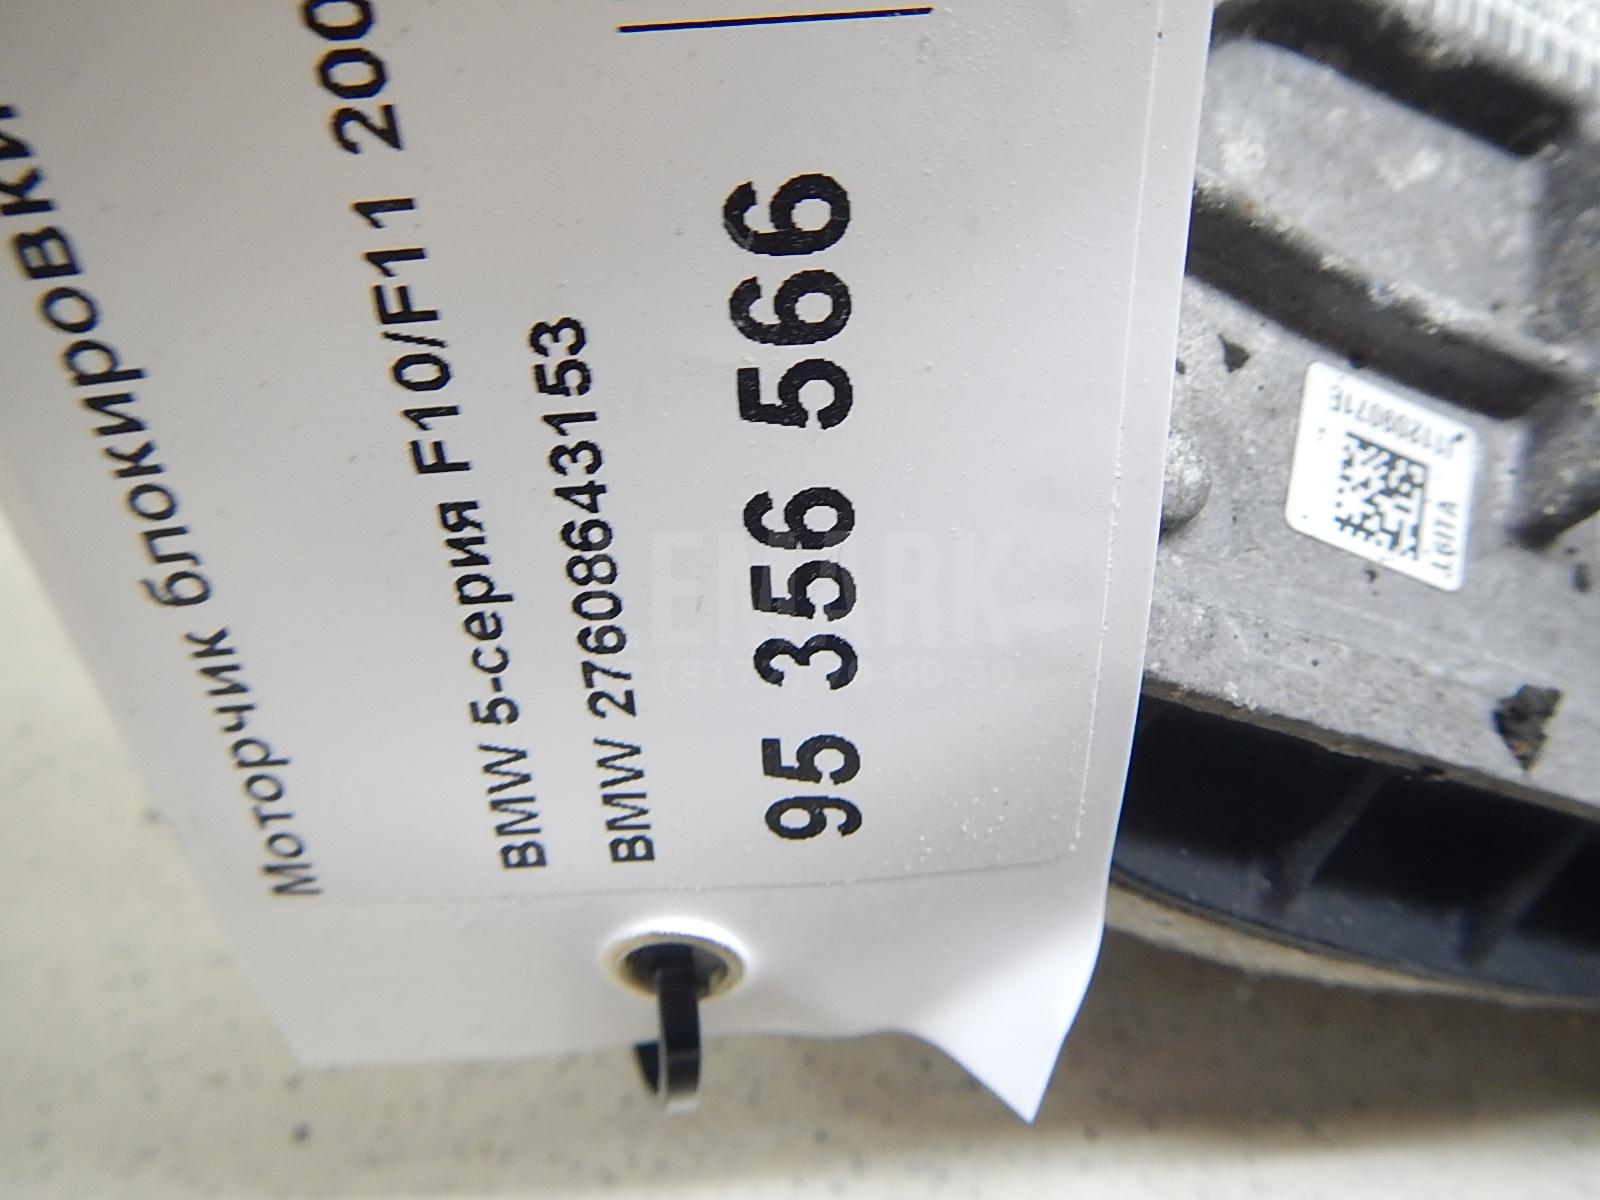 Моторчик блокировки
BMW 5-серия F10/F11 200
BMW 27608643153
95 356 566